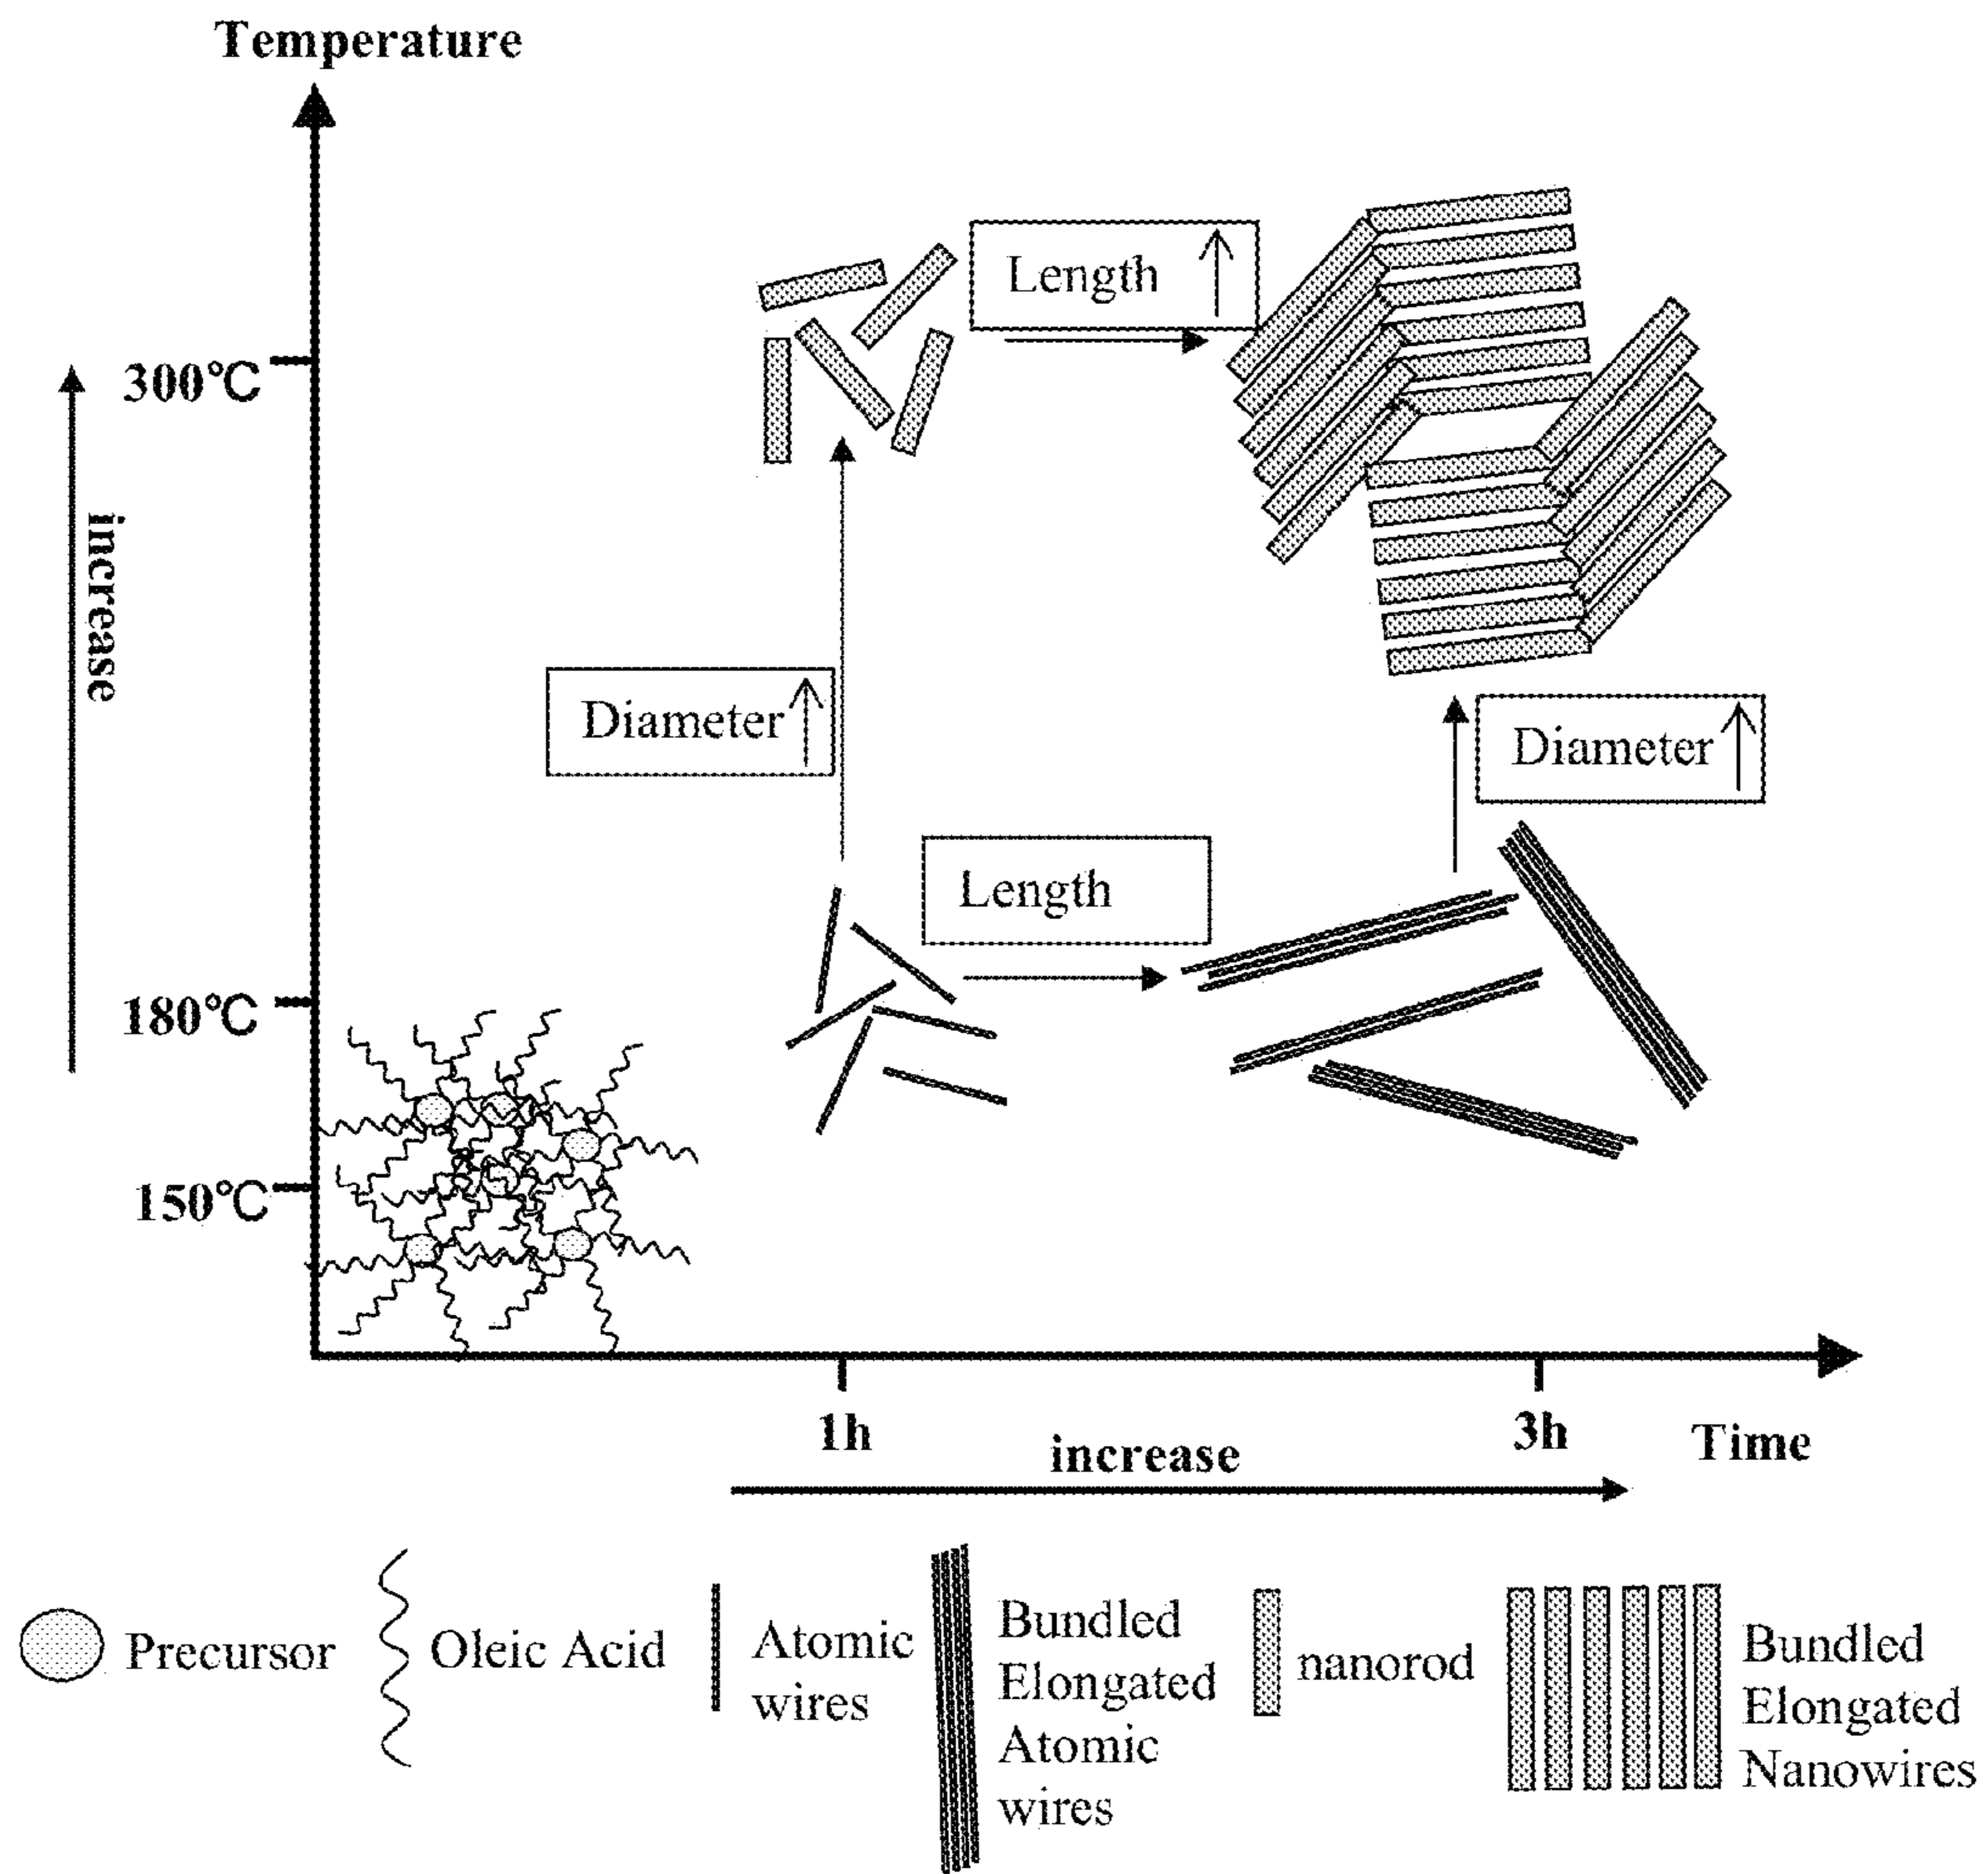 Temperature
Length ↑
300℃
increase
Diameter ↑
Diameter ↑
Length
180℃
150℃
1h
3h
Time
increase
Precursor
Oleic Acid
Atomic
wires
Bundled
Elongated
Atomic
wires
nanorod
Bundled
Elongated
Nanowires